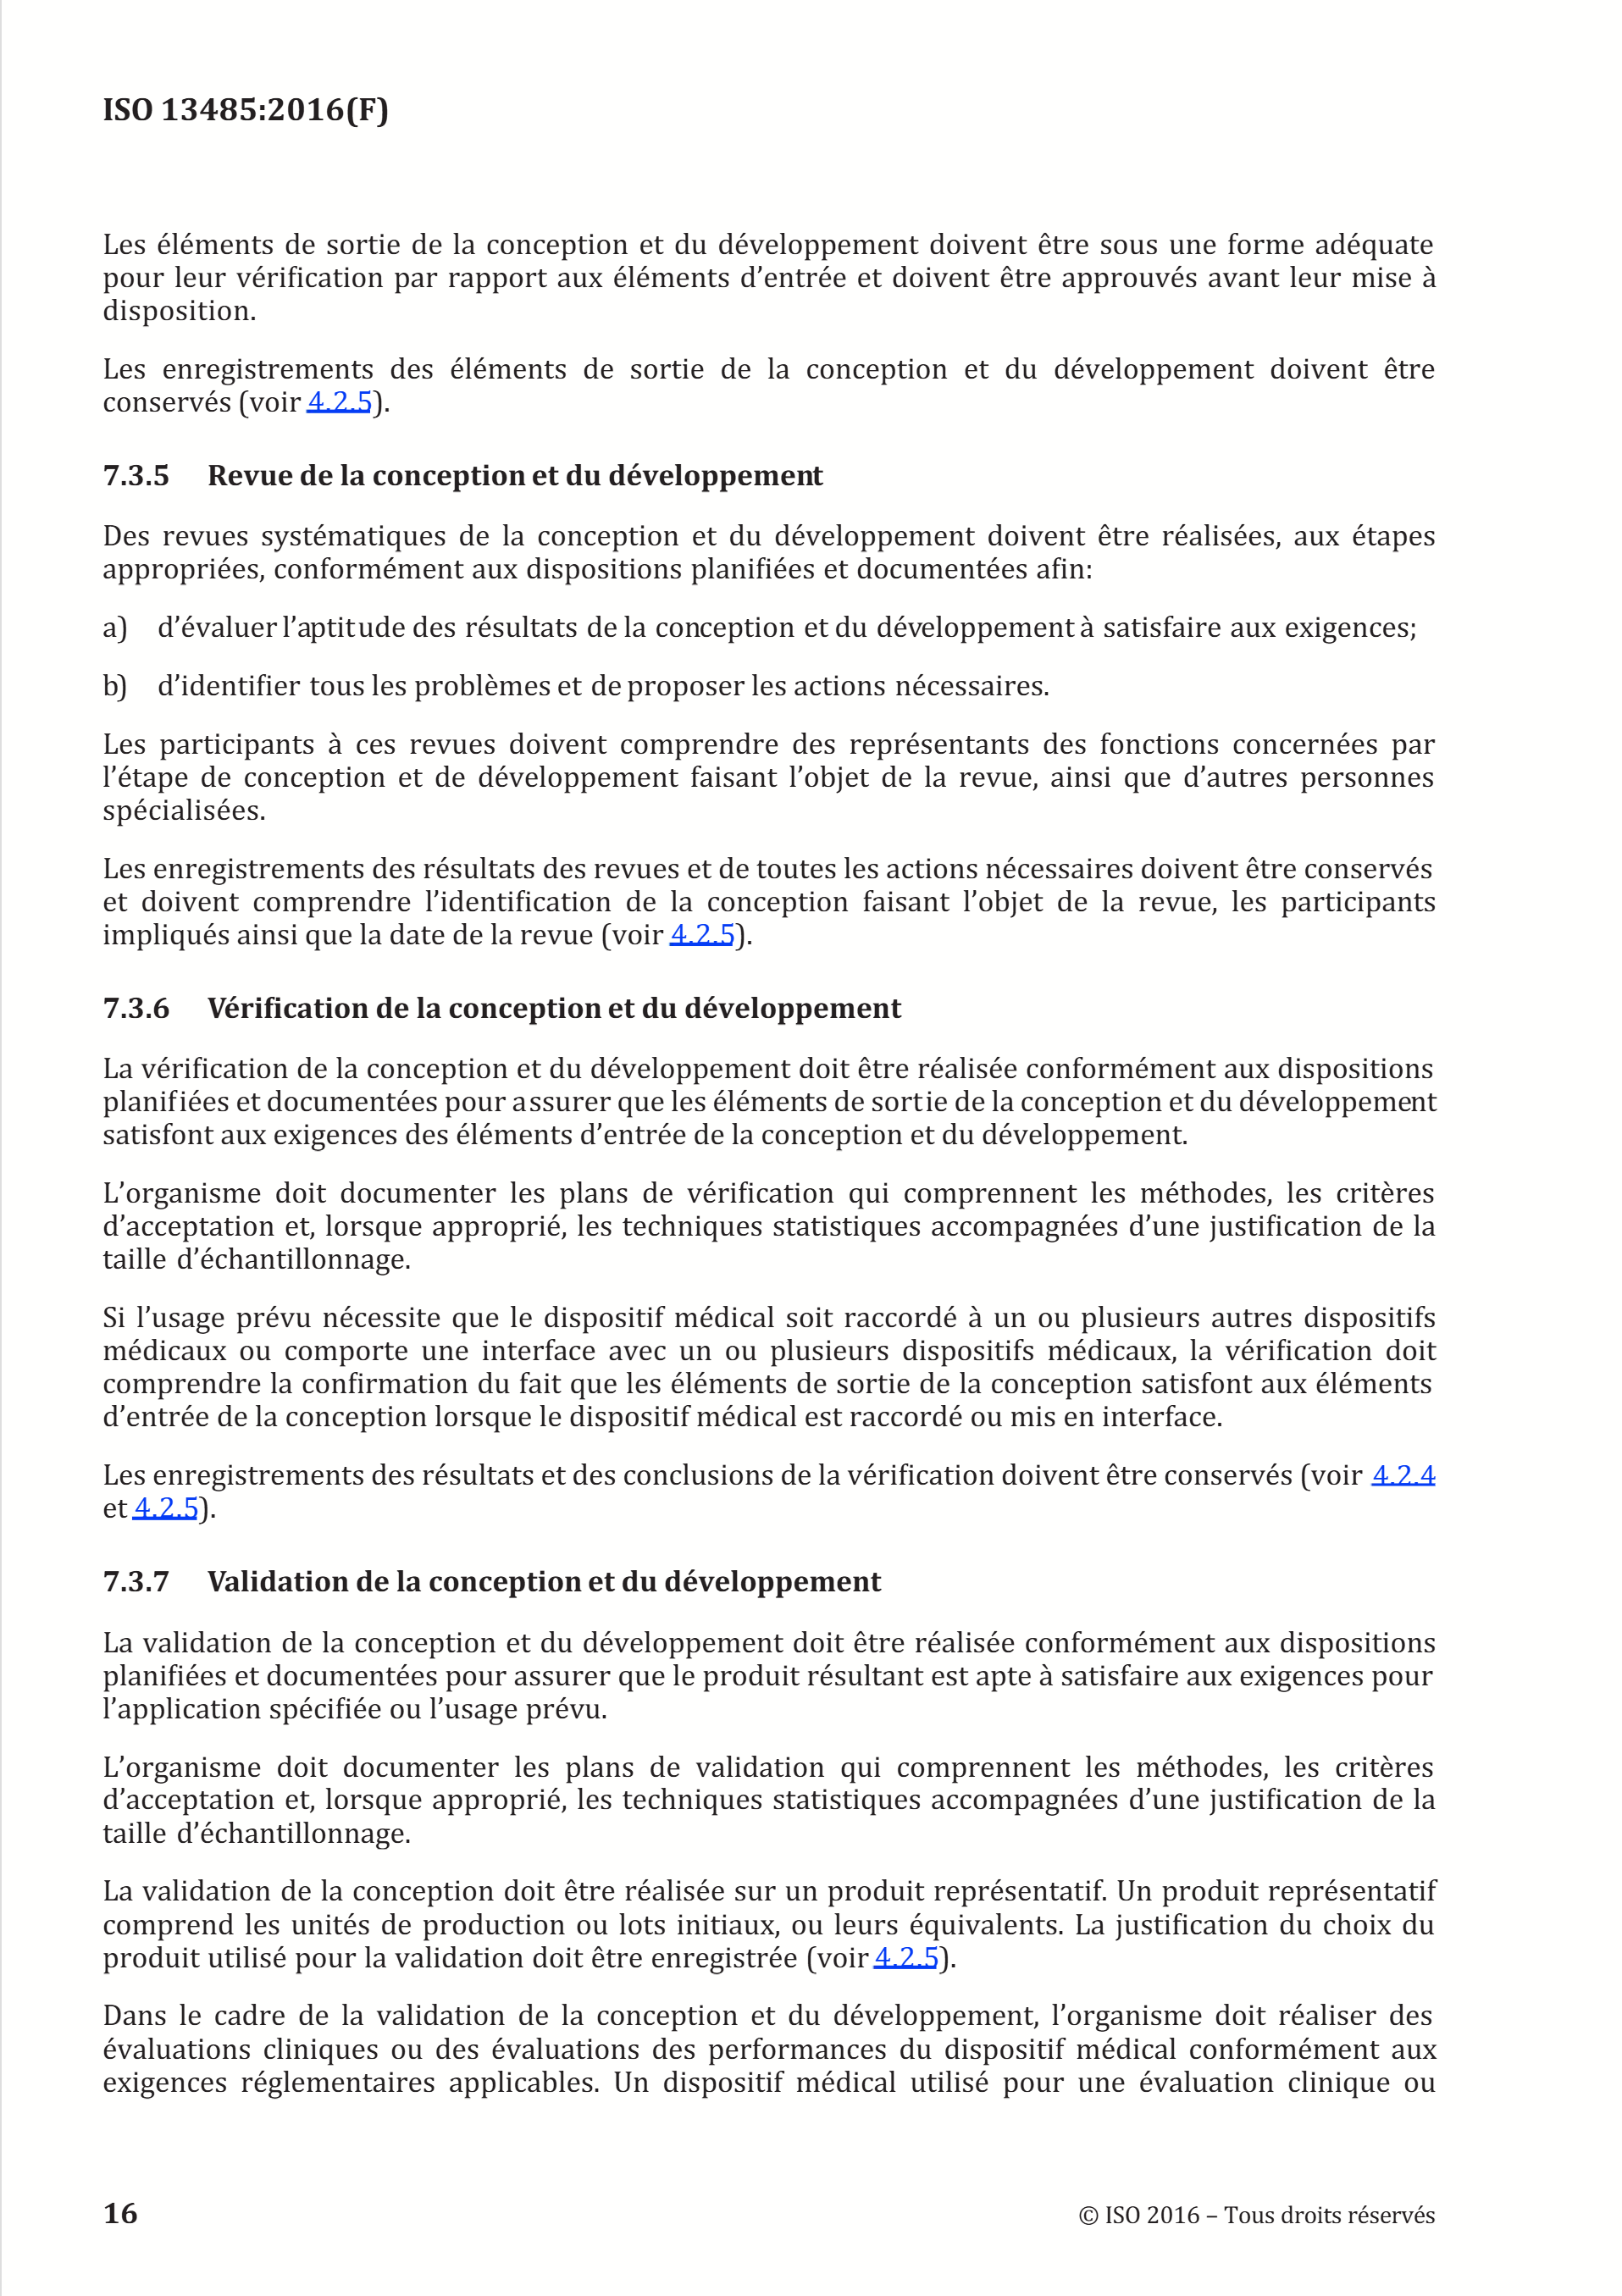 ISO 13485:2016(F)
Les éléments de sortie de la conception et du développement doivent être sous une forme adéquate
pour leur vérification par rapport aux éléments d’entrée et doivent être approuvés avant leur mise à
disposition.
Les enregistrements des éléments de sortie de la conception et du développement doivent être
conservés (voir 4.2.5).
7.3.5 Revue de la conception et du développement
Des revues systématiques de la conception et du développement doivent être réalisées, aux étapes
appropriées, conformément aux dispositions planifiées et documentées afin:
a) d’évaluer l’aptitude des résultats de la conception et du développement à satisfaire aux exigences;
b) d’identifier tous les problèmes et de proposer les actions nécessaires.
Les participants à ces revues doivent comprendre des représentants des fonctions concernées par
l’étape de conception et de développement faisant l’objet de la revue, ainsi que d’autres personnes
spécialisées.
Les enregistrements des résultats des revues et de toutes les actions nécessaires doivent être conservés
et doivent comprendre l’identification de la conception faisant l’objet de la revue, les participants
impliqués ainsi que la date de la revue (voir 4.2.5).
7.3.6 Vérification de la conception et du développement
La vérification de la conception et du développement doit être réalisée conformément aux dispositions
planifiées et documentées pour assurer que les éléments de sortie de la conception et du développement
satisfont aux exigences des éléments d’entrée de la conception et du développement.
L’organisme doit documenter les plans de vérification qui comprennent les méthodes, les critères
d’acceptation et, lorsque approprié, les techniques statistiques accompagnées d’une justification de la
taille d’échantillonnage.
Si l’usage prévu nécessite que le dispositif médical soit raccordé à un ou plusieurs autres dispositifs
médicaux ou comporte une interface avec un ou plusieurs dispositifs médicaux, la vérification doit
comprendre la confirmation du fait que les éléments de sortie de la conception satisfont aux éléments
d’entrée de la conception lorsque le dispositif médical est raccordé ou mis en interface.
Les enregistrements des résultats et des conclusions de la vérification doivent être conservés (voir 4.2.4
et 4.2.5).
7.3.7 Validation de la conception et du développement
La validation de la conception et du développement doit être réalisée conformément aux dispositions
planifiées et documentées pour assurer que le produit résultant est apte à satisfaire aux exigences pour
l’application spécifiée ou l’usage prévu.
L’organisme doit documenter les plans de validation qui comprennent les méthodes, les critères
d’acceptation et, lorsque approprié, les techniques statistiques accompagnées d’une justification de la
taille d’échantillonnage.
La validation de la conception doit être réalisée sur un produit représentatif. Un produit représentatif
comprend les unités de production ou lots initiaux, ou leurs équivalents. La justification du choix du
produit utilisé pour la validation doit être enregistrée (voir 4.2.5).
Dans le cadre de la validation de la conception et du développement, l’organisme doit réaliser des
évaluations cliniques ou des évaluations des performances du dispositif médical conformément aux
exigences réglementaires applicables. Un dispositif médical utilisé pour une évaluation clinique ou
16
© ISO 2016 – Tous droits réservés